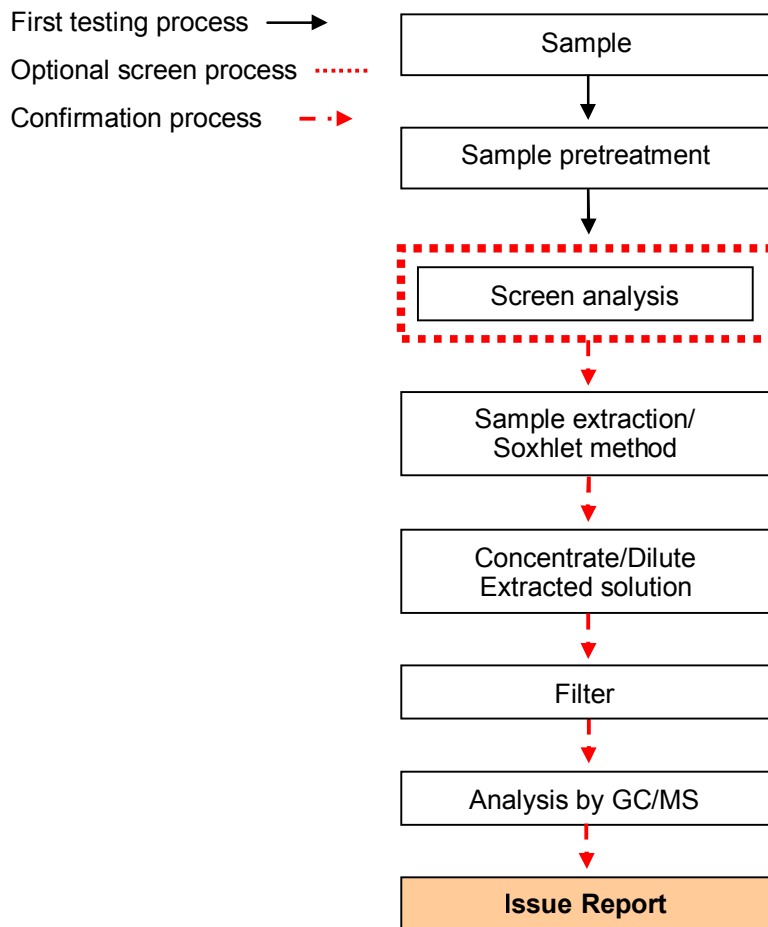 First testing process
Optional screen process
Confirmation process
Sample
Sample pretreatment
Screen analysis
Sample extraction/
Soxhlet method
Concentrate/Dilute
Extracted solution
Filter
Analysis by GC/MS
Issue Report